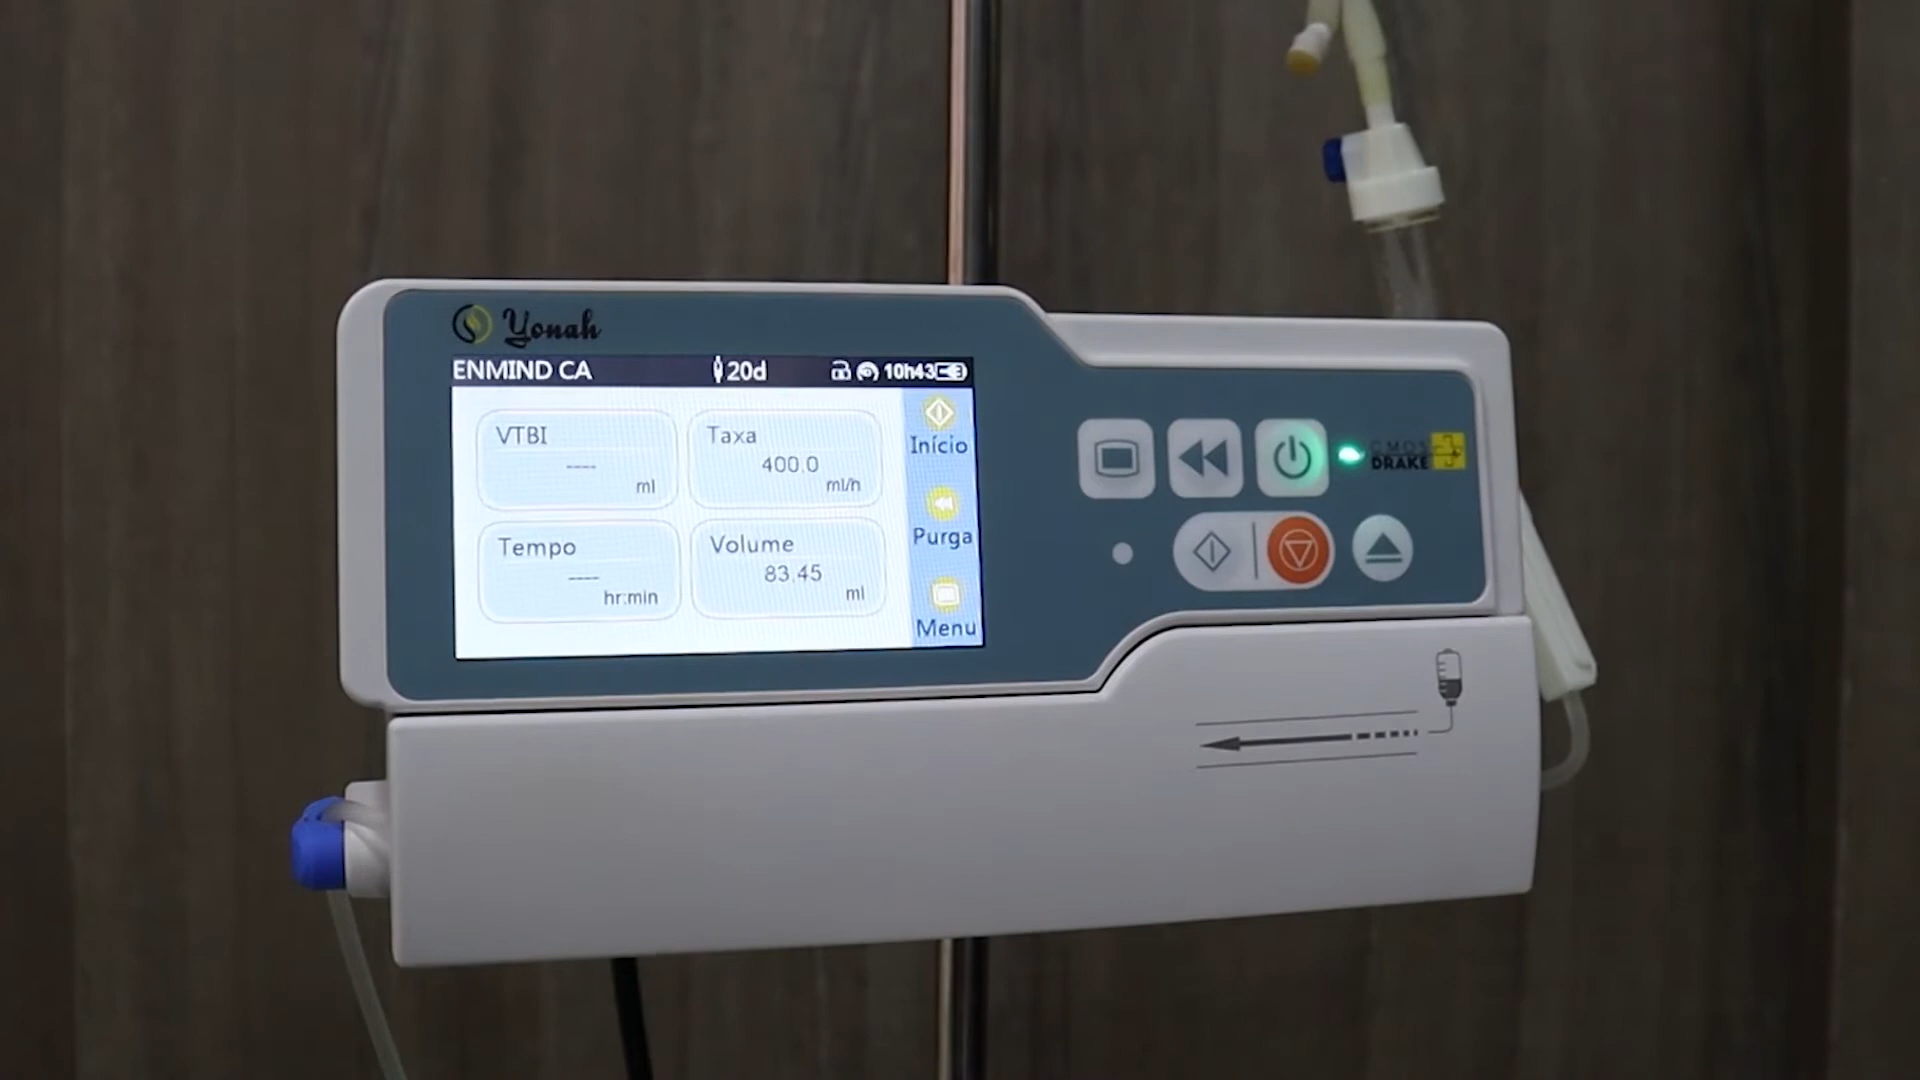 Yonah
ENMIND CA 20d 10h43
VTBI
----
ml
Taxa
400.0
ml/h
Tempo
----
hr:min
Volume
83.45
ml
Início
Purga
Menu
CMOS
DRAKE